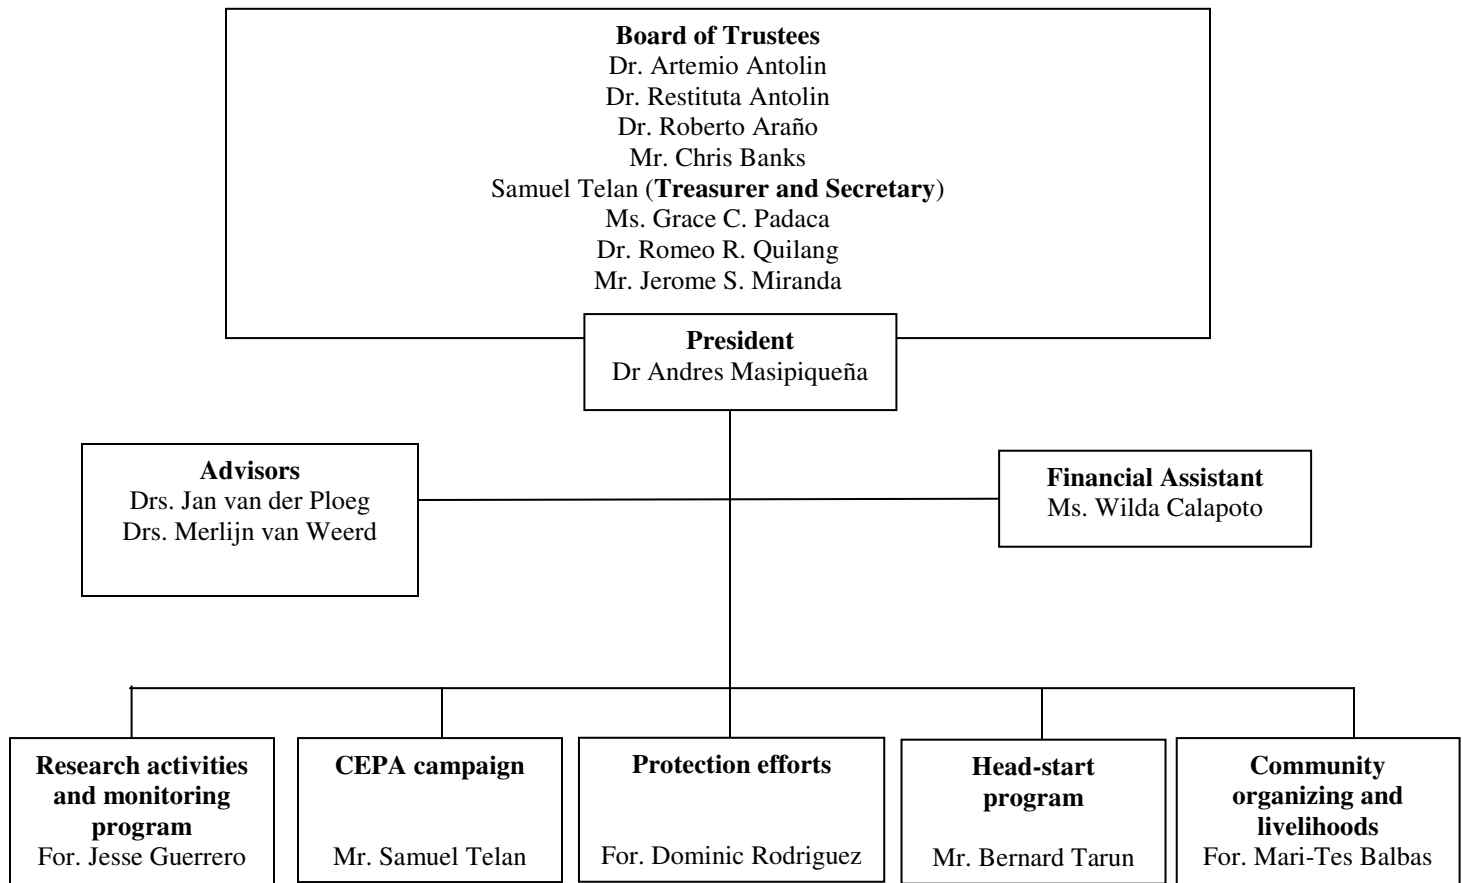 Board of Trustees
Dr. Artemio Antolin
Dr. Restituta Antolin
Dr. Roberto Araño
Mr. Chris Banks
Samuel Telan (Treasurer and Secretary)
Ms. Grace C. Padaca
Dr. Romeo R. Quilang
Mr. Jerome S. Miranda
President
Dr Andres Masipiqueña
Advisors
Drs. Jan van der Ploeg
Drs. Merlijn van Weerd
Financial Assistant
Ms. Wilda Calapoto
Research activities
and monitoring
program
For. Jesse Guerrero
CEPA campaign
Mr. Samuel Telan
Protection efforts
For. Dominic Rodriguez
Head-start
program
Mr. Bernard Tarun
Community
organizing and
livelihoods
For. Mari-Tes Balbas